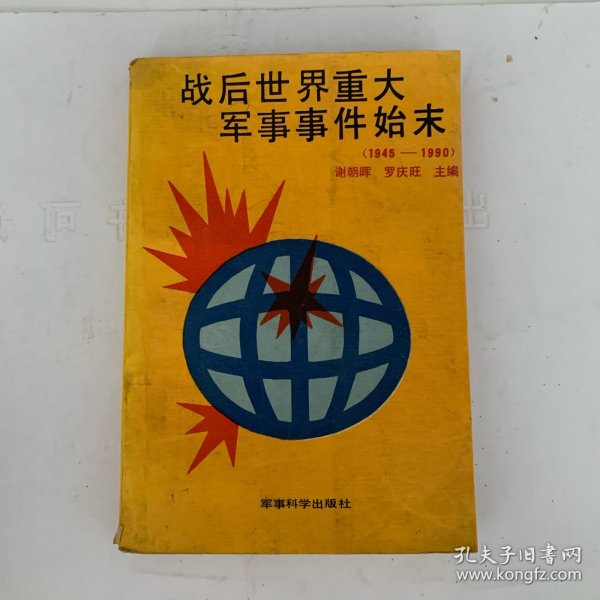 战后世界重大
军事事件始末
(1945—1990)
谢朝晖 罗庆旺 主编
军事科学出版社
孔夫子旧书网
www.kongfz.com